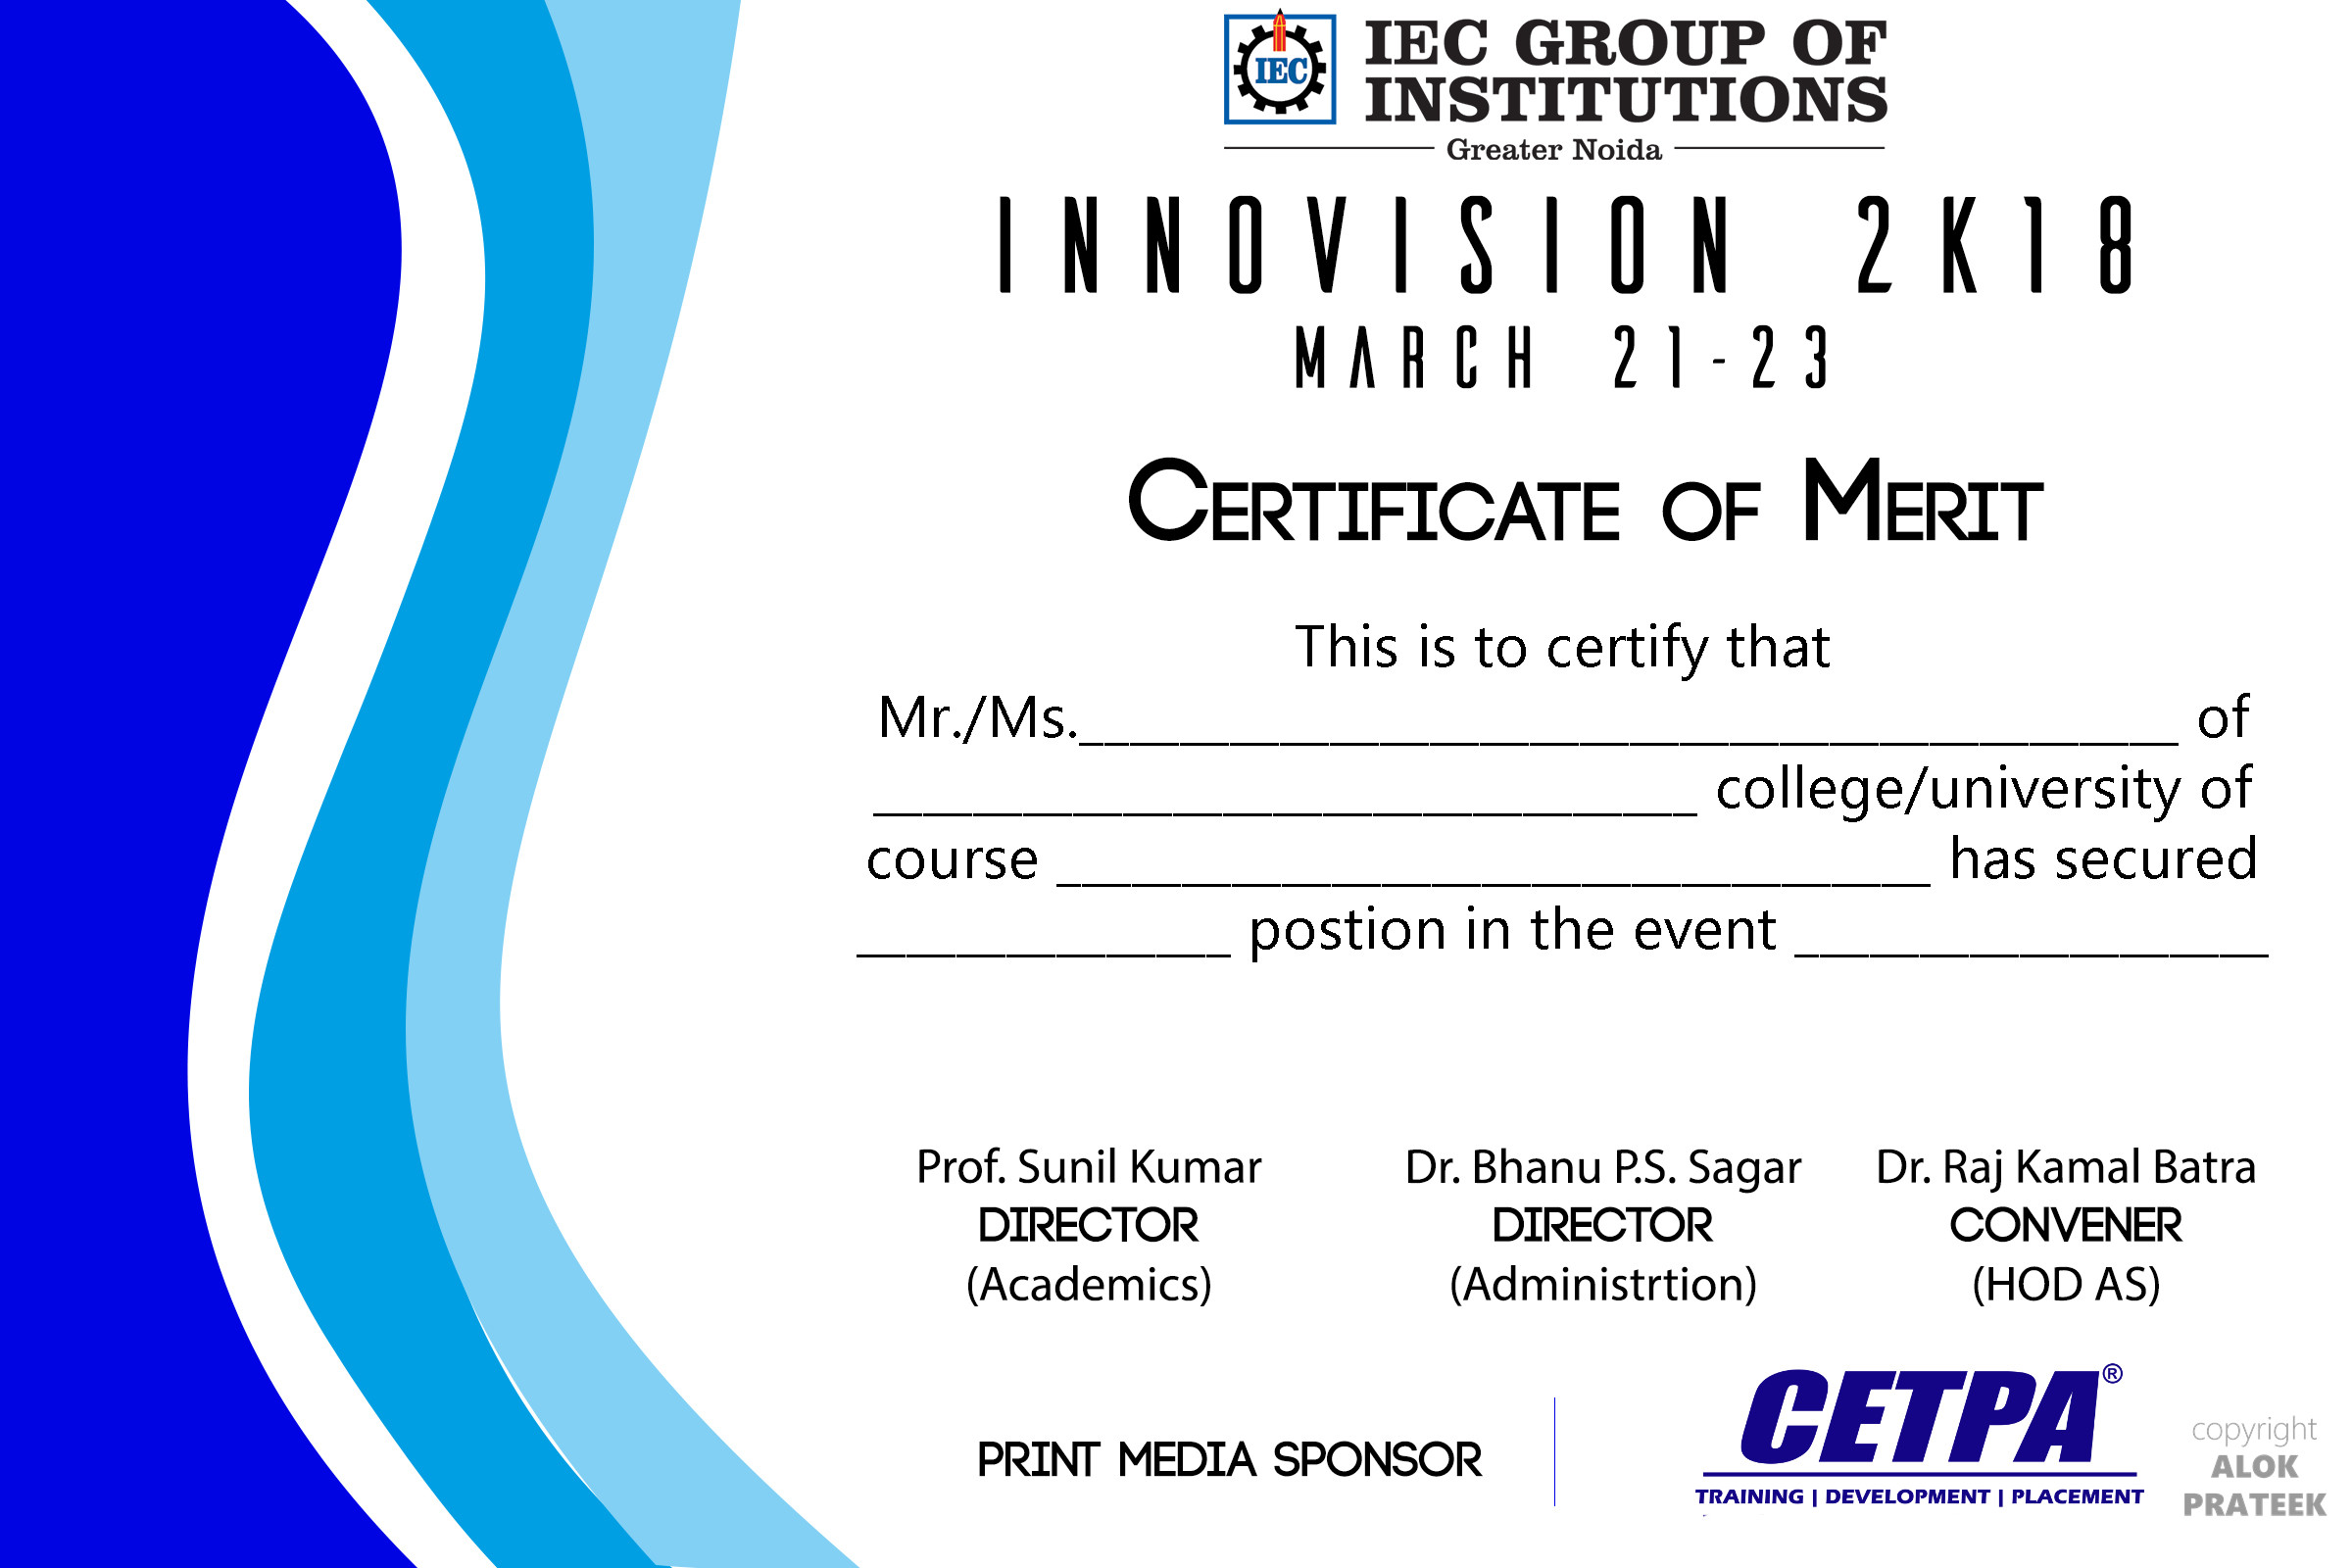 IEC
IEC GROUP OF
INSTITUTIONS
Greater Noida
INNOVISION 2K18
MARCH 21-23
CERTIFICATE OF MERIT
This is to certify that
Mr./Ms.____________________________________________ of
_________________________________ college/university of
course ___________________________________ has secured
_______________ postion in the event ___________________
Prof. Sunil Kumar
DIRECTOR
(Academics)
Dr. Bhanu P.S. Sagar
DIRECTOR
(Administrtion)
Dr. Raj Kamal Batra
CONVENER
(HOD AS)
PRINT MEDIA SPONSOR
CETPA®
TRAINING | DEVELOPMENT | PLACEMENT
copyright
ALOK
PRATEEK